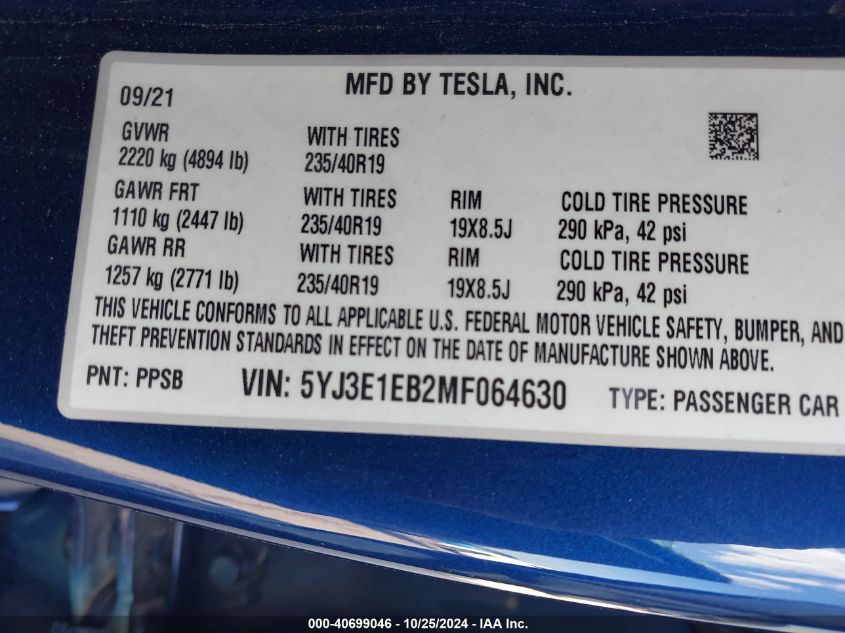 09/21
MFD BY TESLA, INC.
GVWR WITH TIRES
2220 kg (4894 lb) 235/40R19
GAWR FRT WITH TIRES RIM COLD TIRE PRESSURE
1110 kg (2447 lb) 235/40R19 19X8.5J 290 kPa, 42 psi
GAWR RR WITH TIRES RIM COLD TIRE PRESSURE
1257 kg (2771 lb) 235/40R19 19X8.5J 290 kPa, 42 psi
THIS VEHICLE CONFORMS TO ALL APPLICABLE U.S. FEDERAL MOTOR VEHICLE SAFETY, BUMPER, AND
THEFT PREVENTION STANDARDS IN EFFECT ON THE DATE OF MANUFACTURE SHOWN ABOVE.
PNT: PPSB VIN: 5YJ3E1EB2MF064630 TYPE: PASSENGER CAR
000-40699046 - 10/25/2024 - IAA Inc.